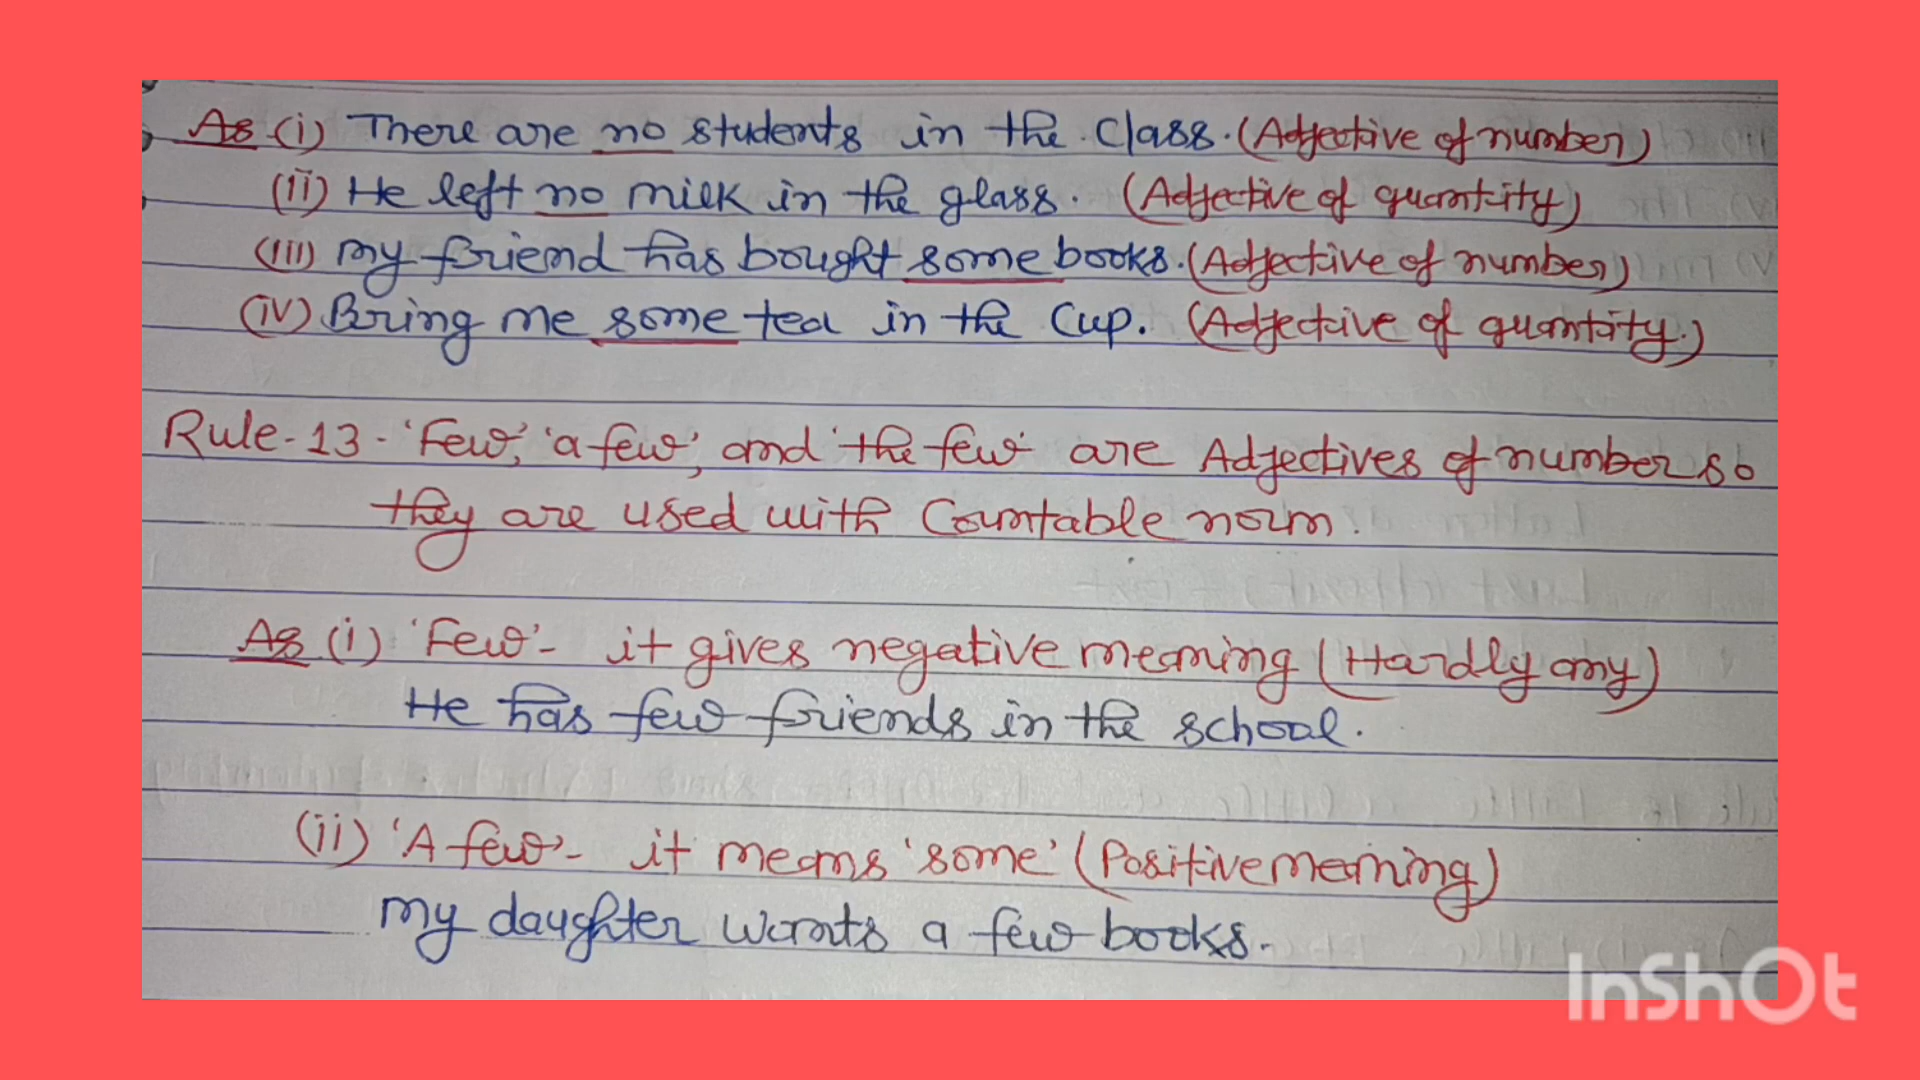 As (i) There are no students in the class. (Adjective of number)
(ii) He left no milk in the glass. (Adjective of quantity)
(iii) my friend has bought some books. (Adjective of number)
(iv) Bring me some tea in the cup. (Adjective of quantity.)
Rule-13-'Few', 'a few', and 'the few' are Adjectives of number so
they are used with Countable noun.
As (i) 'Few'- it gives negative meaning (Hardly any)
He has few friends in the school.
(ii) 'A few'- it means 'some' (Positive meaning)
my daughter wants a few books.
InShOt